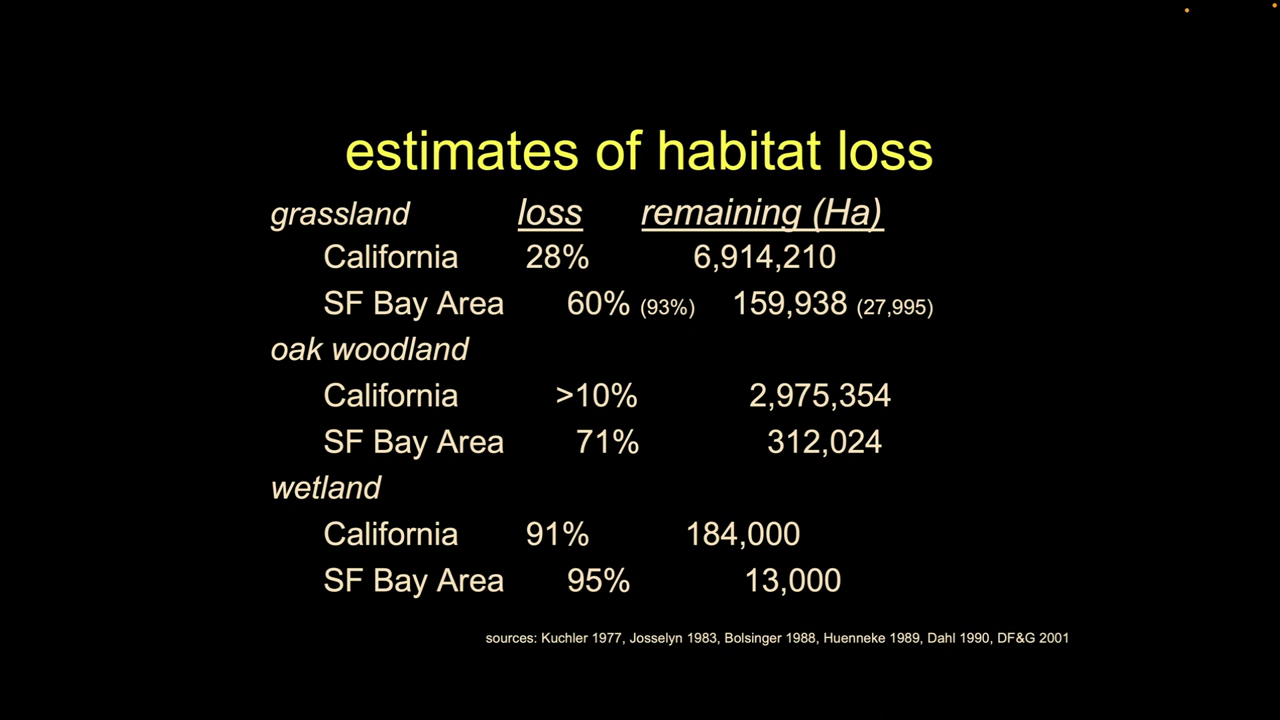 estimates of habitat loss
grassland loss remaining (Ha)
California 28% 6,914,210
SF Bay Area 60% (93%) 159,938 (27,995)
oak woodland
California >10% 2,975,354
SF Bay Area 71% 312,024
wetland
California 91% 184,000
SF Bay Area 95% 13,000
sources: Kuchler 1977, Josselyn 1983, Bolsinger 1988, Huenneke 1989, Dahl 1990, DF&G 2001